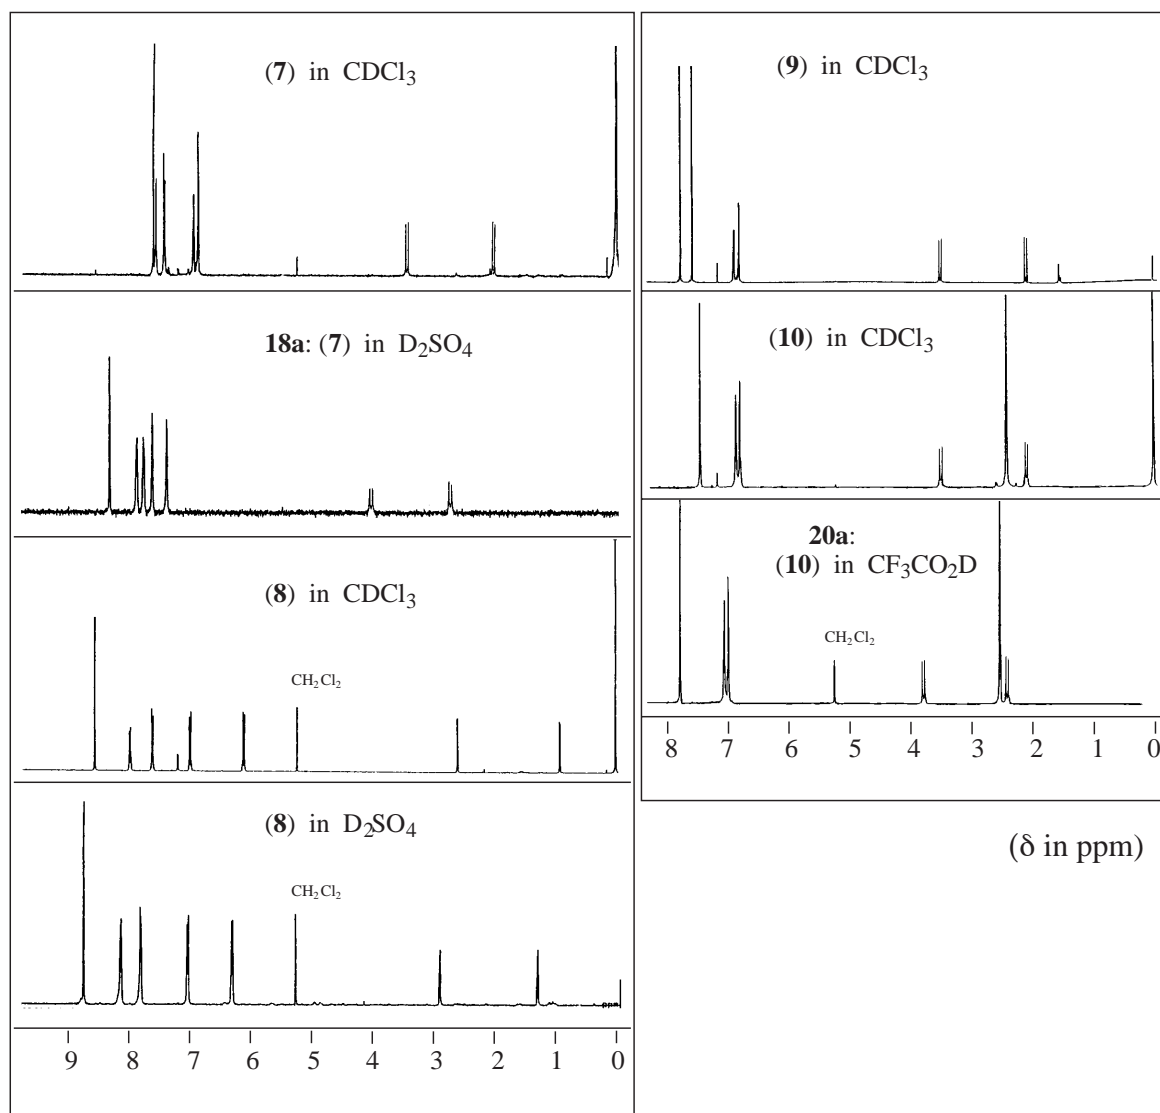 (7) in CDCl₃
18a: (7) in D₂SO₄
(8) in CDCl₃
CH₂Cl₂
(8) in D₂SO₄
CH₂Cl₂
ppm
9 8 7 6 5 4 3 2 1 0
(9) in CDCl₃
(10) in CDCl₃
20a:
(10) in CF₃CO₂D
CH₂Cl₂
8 7 6 5 4 3 2 1 0
(δ in ppm)